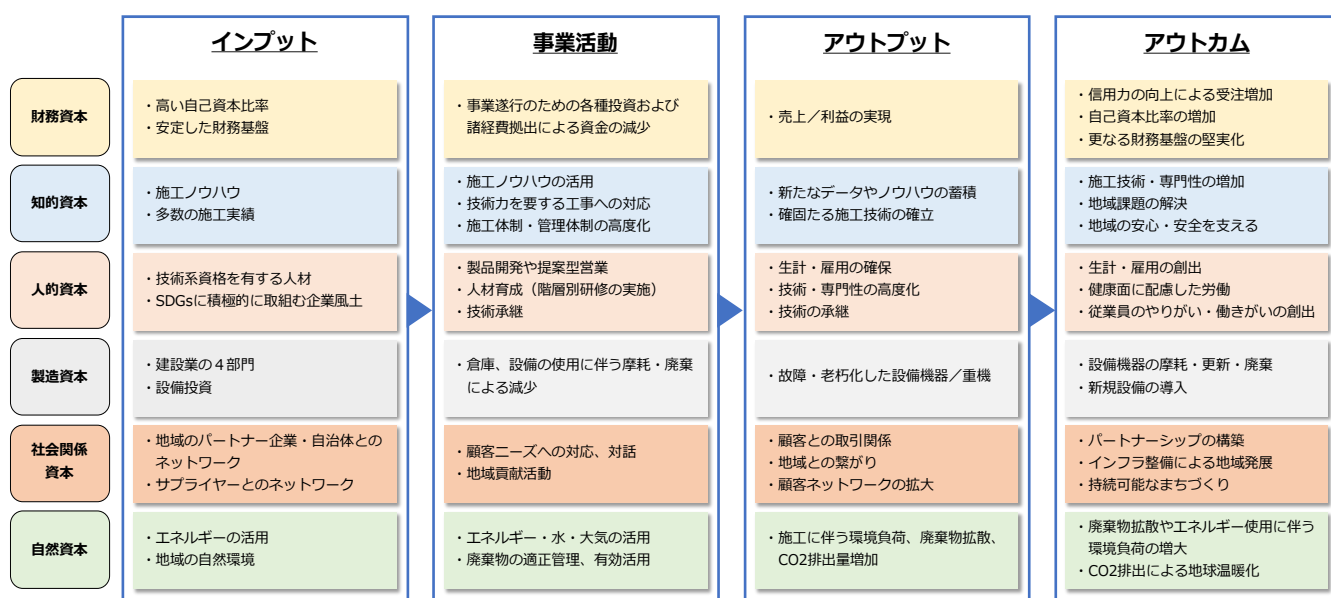 インプット
事業活動
アウトプット
アウトカム
財務資本
・高い自己資本比率
・安定した財務基盤
・事業遂行のための各種投資および
諸経費拠出による資金の減少
・売上／利益の実現
・信用力の向上による受注増加
・自己資本比率の増加
・更なる財務基盤の堅実化
知的資本
・施工ノウハウ
・多数の施工実績
・施工ノウハウの活用
・技術力を要する工事への対応
・施工体制・管理体制の高度化
・新たなデータやノウハウの蓄積
・確固たる施工技術の確立
・施工技術・専門性の増加
・地域課題の解決
・地域の安心・安全を支える
人的資本
・技術系資格を有する人材
・SDGsに積極的に取組む企業風土
・製品開発や提案型営業
・人材育成（階層別研修の実施）
・技術承継
・生計・雇用の確保
・技術・専門性の高度化
・技術の承継
・生計・雇用の創出
・健康面に配慮した労働
・従業員のやりがい・働きがいの創出
製造資本
・建設業の４部門
・設備投資
・倉庫、設備の使用に伴う摩耗・廃棄
による減少
・故障・老朽化した設備機器／重機
・設備機器の摩耗・更新・廃棄
・新規設備の導入
社会関係
資本
・地域のパートナー企業・自治体との
ネットワーク
・サプライヤーとのネットワーク
・顧客ニーズへの対応、対話
・地域貢献活動
・顧客との取引関係
・地域との繋がり
・顧客ネットワークの拡大
・パートナーシップの構築
・インフラ整備による地域発展
・持続可能なまちづくり
自然資本
・エネルギーの活用
・地域の自然環境
・エネルギー・水・大気の活用
・廃棄物の適正管理、有効活用
・施工に伴う環境負荷、廃棄物拡散、
CO2排出量増加
・廃棄物拡散やエネルギー使用に伴う
環境負荷の増大
・CO2排出による地球温暖化